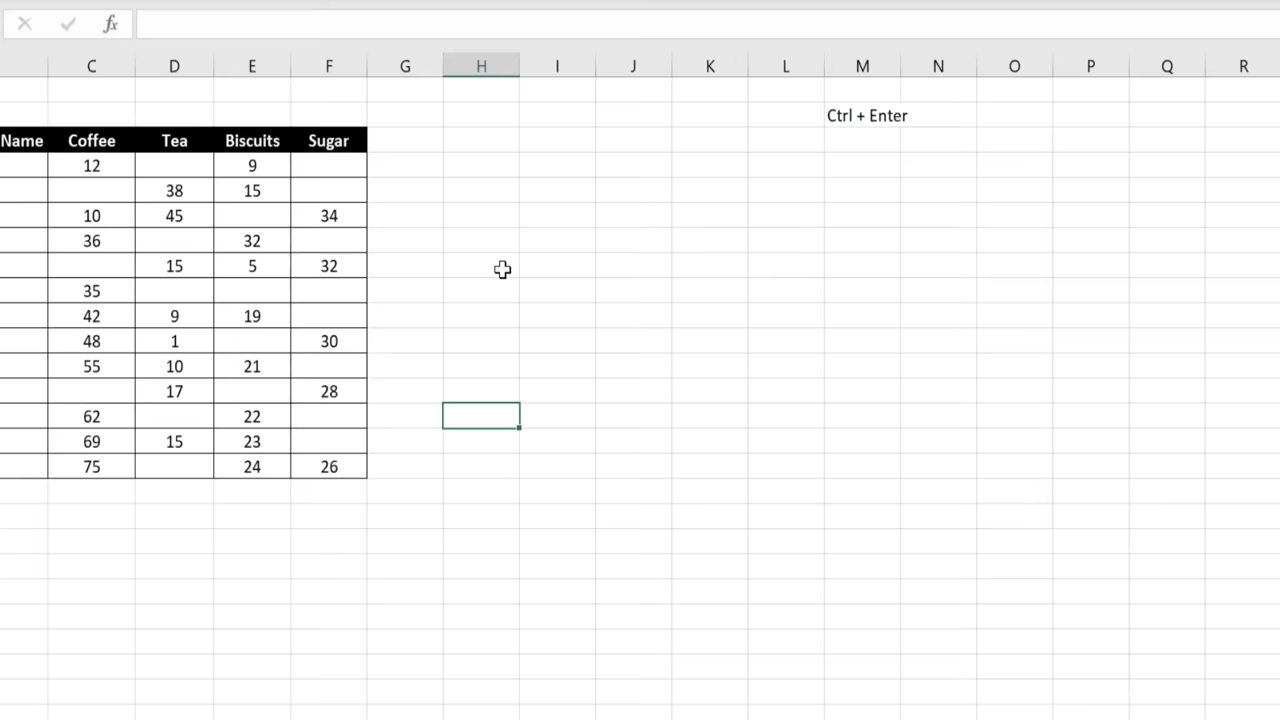 fx
C D E F G H I J K L M N O P Q R
Ctrl + Enter
Name Coffee Tea Biscuits Sugar
12 9
38 15
10 45 34
36 32
15 5 32
35
42 9 19
48 1 30
55 10 21
17 28
62 22
69 15 23
75 24 26